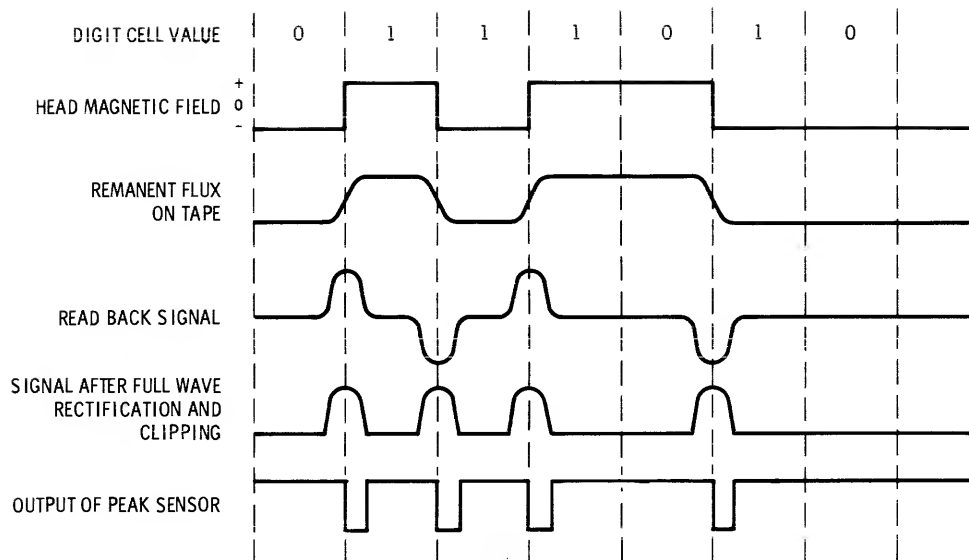 DIGIT CELL VALUE 0 1 1 1 0 1 0
+
HEAD MAGNETIC FIELD 0
-
REMANENT FLUX
ON TAPE
READ BACK SIGNAL
SIGNAL AFTER FULL WAVE
RECTIFICATION AND
CLIPPING
OUTPUT OF PEAK SENSOR